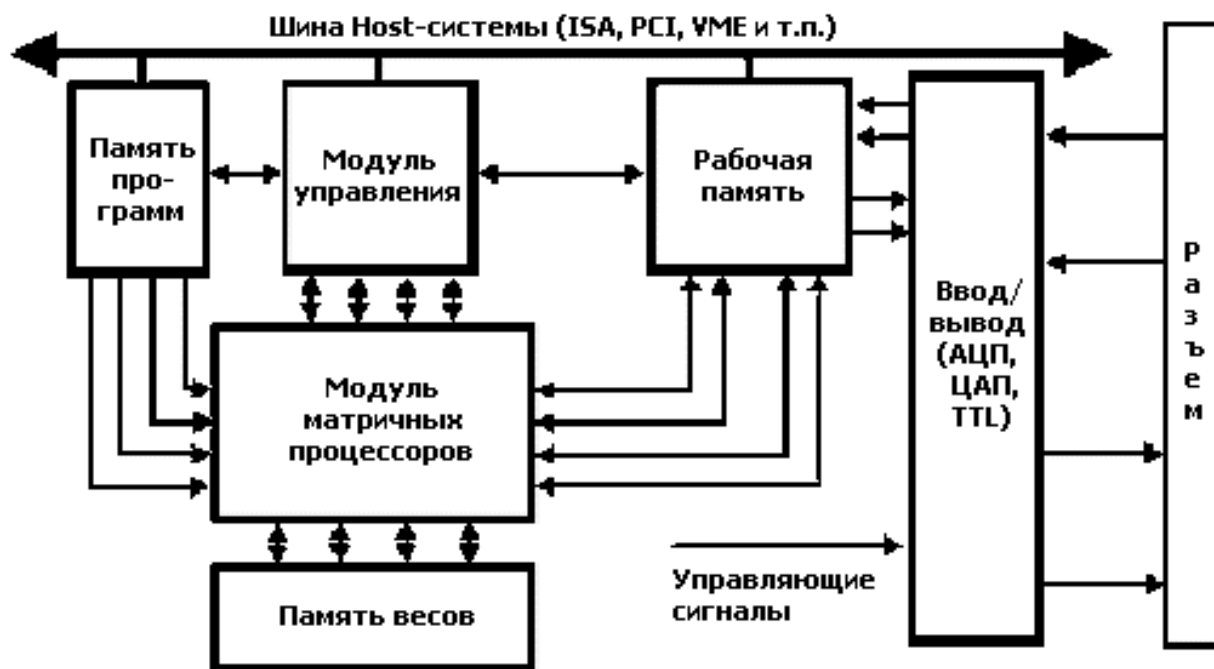 Шина Host-системы (ISA, PCI, VME и т.п.)
Память
про-
грамм
Модуль
управления
Рабочая
память
Ввод/
вывод
(АЦП,
ЦАП,
TTL)
Разъем
Модуль
матричных
процессоров
Управляющие
сигналы
Память весов